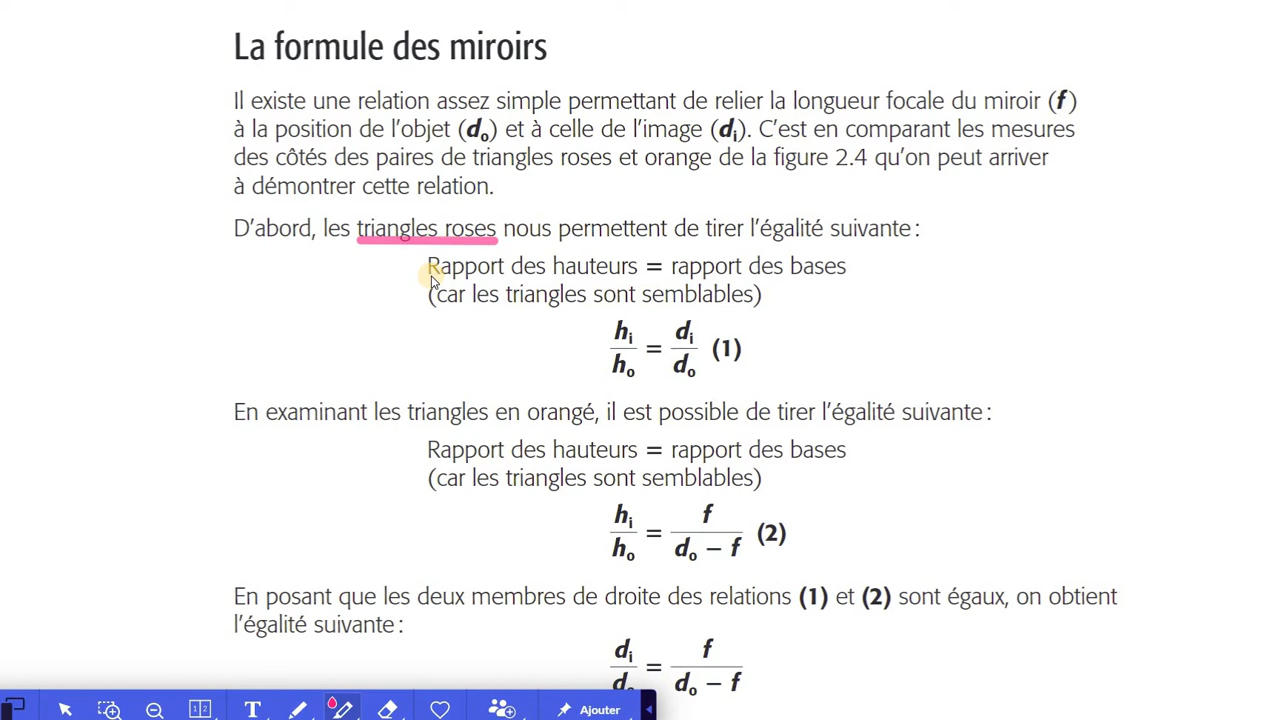 La formule des miroirs
Il existe une relation assez simple permettant de relier la longueur focale du miroir (f)
à la position de l'objet (do) et à celle de l'image (di). C'est en comparant les mesures
des côtés des paires de triangles roses et orange de la figure 2.4 qu'on peut arriver
à démontrer cette relation.
D'abord, les triangles roses nous permettent de tirer l'égalité suivante :
Rapport des hauteurs = rapport des bases
(car les triangles sont semblables)
hi/ho = di/do (1)
En examinant les triangles en orangé, il est possible de tirer l'égalité suivante :
Rapport des hauteurs = rapport des bases
(car les triangles sont semblables)
hi/ho = f/(do – f) (2)
En posant que les deux membres de droite des relations (1) et (2) sont égaux, on obtient
l'égalité suivante :
di/do = f/(do – f)
Ajouter